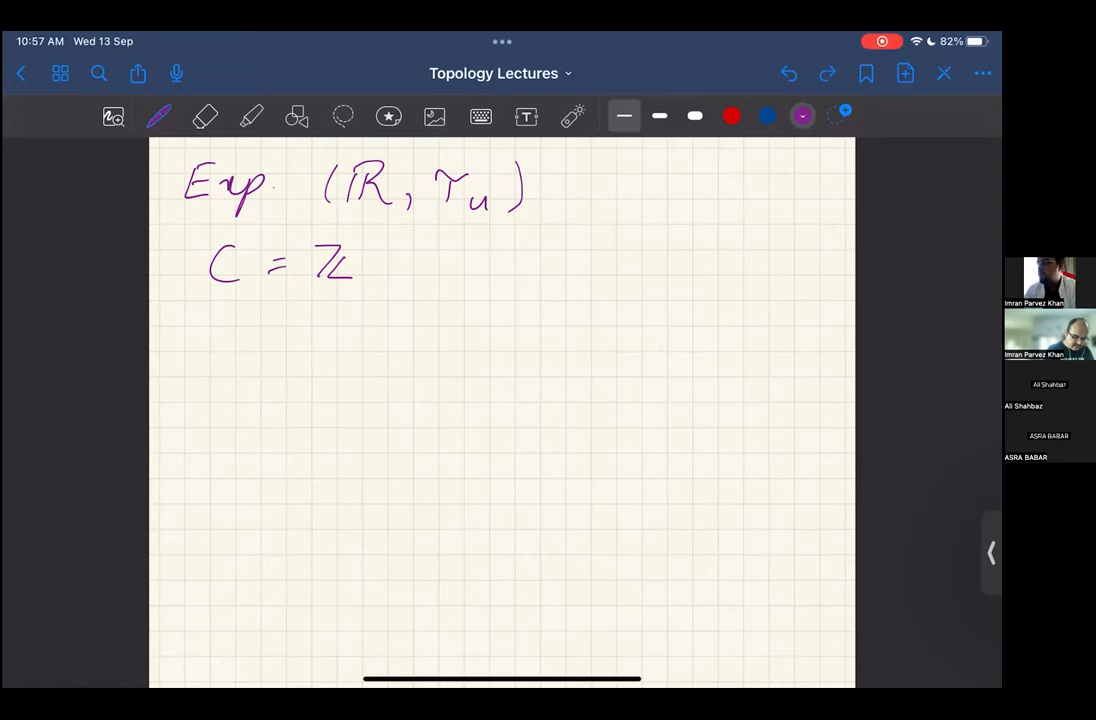 10:57 AM Wed 13 Sep
82%
Topology Lectures
T
Exp. (ℝ, τu)
C = ℤ
Imran Parvez Khan
Imran Parvez Khan
Ali Shahbaz
Ali Shahbaz
ASRA BABAR
ASRA BABAR